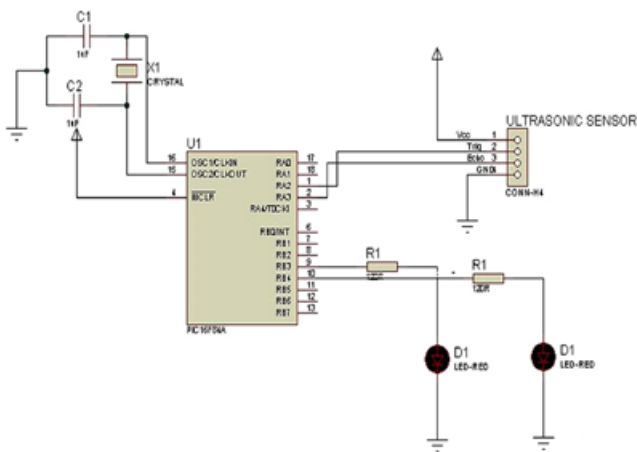 C1
1nF
X1
CRYSTAL
C2
1nF
U1
16 OSC1/CLKIN
15 OSC2/CLKOUT
4 MCLR
RA0 17
RA1 18
RA2 1
RA3 2
RA4/T0CKI 3
RB0/INT 6
RB1 7
RB2 8
RB3 9
RB4 10
RB5 11
RB6 12
RB7 13
PIC16F84A
ULTRASONIC SENSOR
Vcc 1
Trig 2
Echo 3
GND
CONN-H4
R1
R1
120R
D1
LED-RED
D1
LED-RED